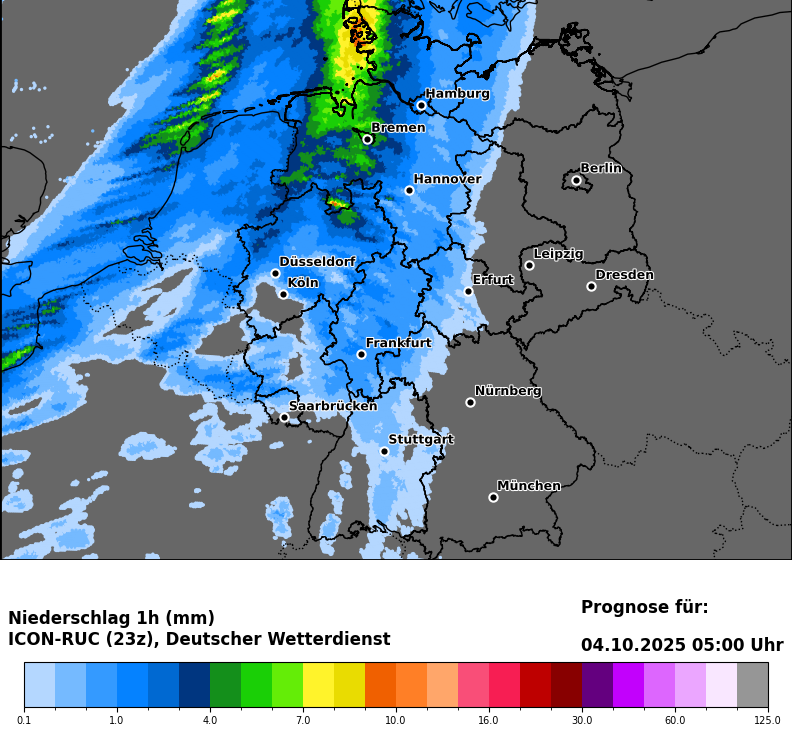 Hamburg
Bremen
Berlin
Hannover
Leipzig
Düsseldorf
Dresden
Köln
Erfurt
Frankfurt
Nürnberg
Saarbrücken
Stuttgart
München
Niederschlag 1h (mm)
ICON-RUC (23z), Deutscher Wetterdienst
Prognose für:
04.10.2025 05:00 Uhr
0.1 1.0 4.0 7.0 10.0 16.0 30.0 60.0 125.0